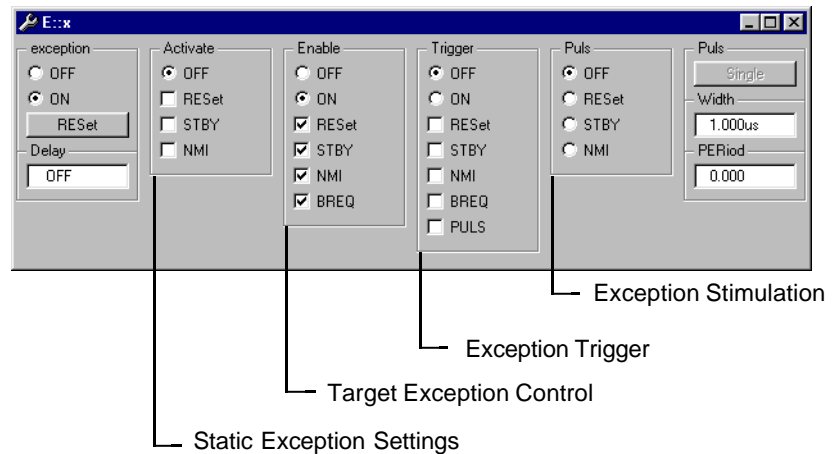 E::x
exception
OFF
ON
RESet
Delay
OFF
Activate
OFF
RESet
STBY
NMI
Enable
OFF
ON
RESet
STBY
NMI
BREQ
Trigger
OFF
ON
RESet
STBY
NMI
BREQ
PULS
Puls
OFF
RESet
STBY
NMI
Puls
Single
Width
1.000us
PERiod
0.000
Exception Stimulation
Exception Trigger
Target Exception Control
Static Exception Settings